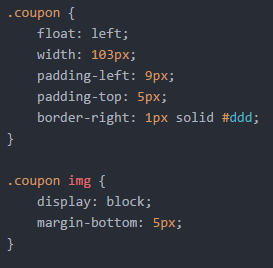 .coupon {
    float: left;
    width: 103px;
    padding-left: 9px;
    padding-top: 5px;
    border-right: 1px solid #ddd;
}

.coupon img {
    display: block;
    margin-bottom: 5px;
}